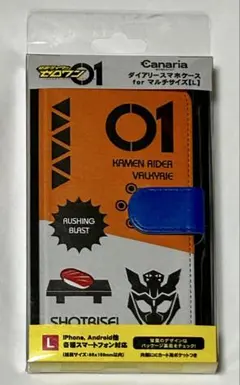 仮面ライダー
ゼロワン01
Canaria
ダイアリースマホケース
for マルチサイズ[L]
01
KAMEN RIDER
VALKYRIE
RUSHING
BLAST
SHOTRISE!
L
iPhone, Android他
各種スマートフォン対応